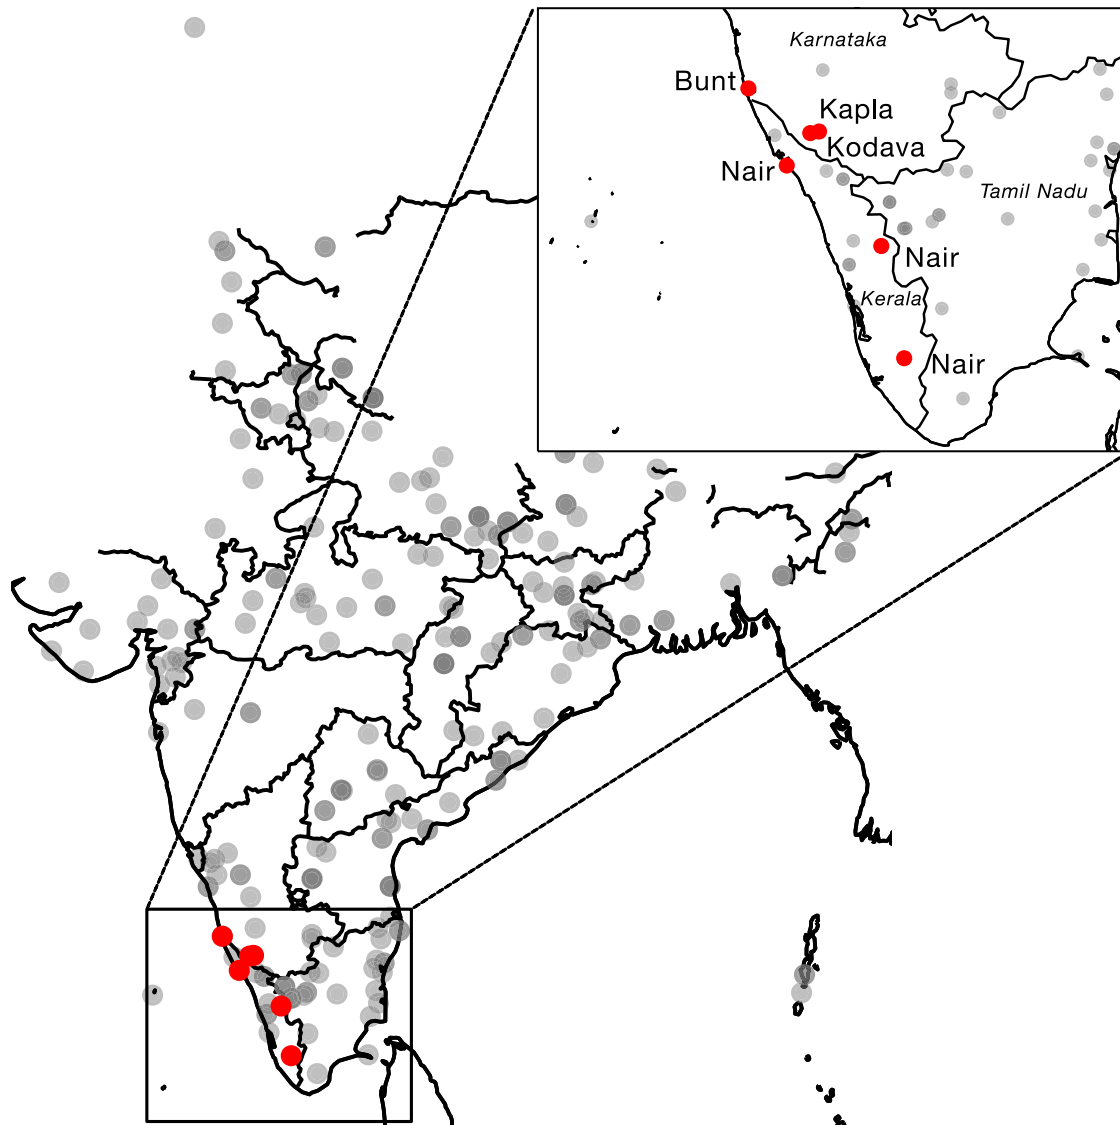 Karnataka
Bunt
Kapla
Kodava
Nair
Tamil Nadu
Nair
Kerala
Nair